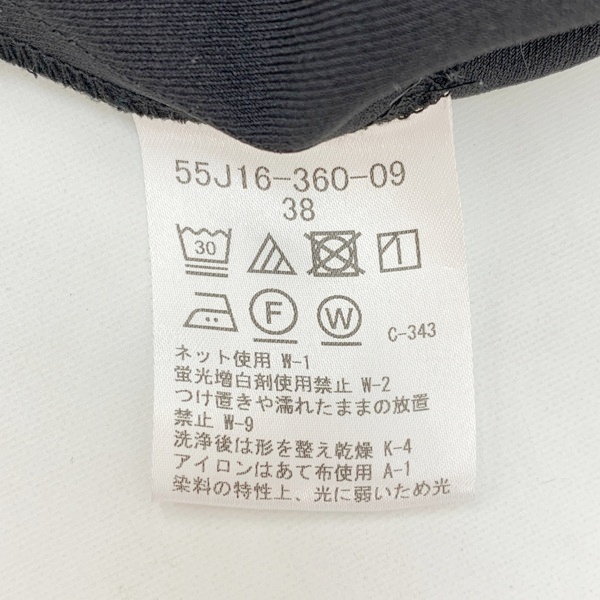 55J16-360-09
38
30
F W C-343
ネット使用 W-1
蛍光増白剤使用禁止 W-2
つけ置きや濡れたままの放置
禁止 W-9
洗浄後は形を整え乾燥 K-4
アイロンはあて布使用 A-1
染料の特性上、光に弱いため光